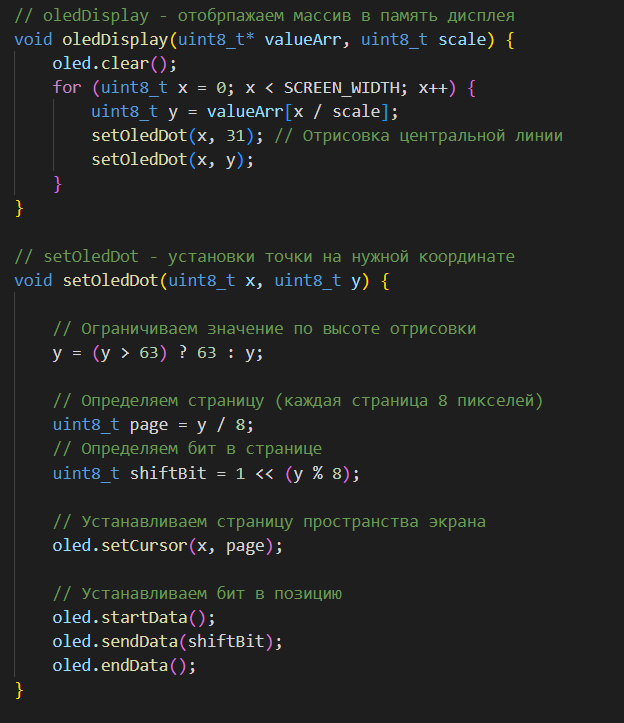 // oledDisplay - отобрпажаем массив в память дисплея
void oledDisplay(uint8_t* valueArr, uint8_t scale) {
    oled.clear();
    for (uint8_t x = 0; x < SCREEN_WIDTH; x++) {
        uint8_t y = valueArr[x / scale];
        setOledDot(x, 31); // Отрисовка центральной линии
        setOledDot(x, y);
    }
}

// setOledDot - установки точки на нужной координате
void setOledDot(uint8_t x, uint8_t y) {

    // Ограничиваем значение по высоте отрисовки
    y = (y > 63) ? 63 : y;

    // Определяем страницу (каждая страница 8 пикселей)
    uint8_t page = y / 8;
    // Определяем бит в странице
    uint8_t shiftBit = 1 << (y % 8);

    // Устанавливаем страницу пространства экрана
    oled.setCursor(x, page);

    // Устанавливаем бит в позицию
    oled.startData();
    oled.sendData(shiftBit);
    oled.endData();
}